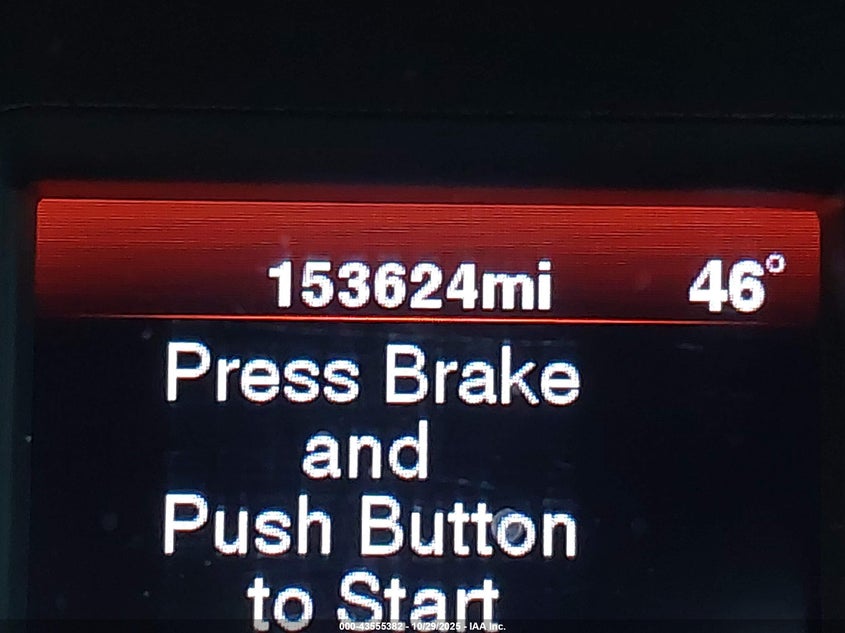 153624mi 46°
Press Brake
and
Push Button
to Start
000-43555382 - 10/29/2025 - IAA Inc.